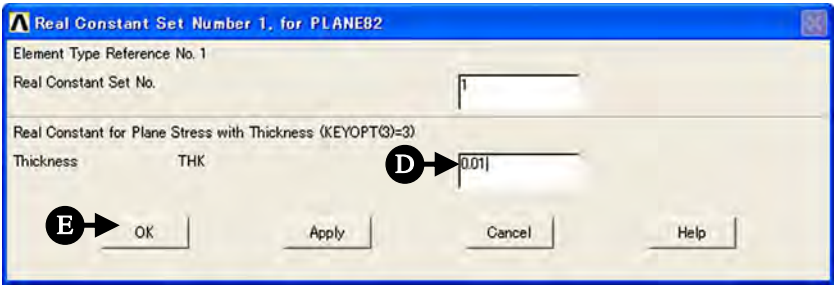 Real Constant Set Number 1, for PLANE82
Element Type Reference No. 1
Real Constant Set No. 1
Real Constant for Plane Stress with Thickness (KEYOPT(3)=3)
Thickness THK D 0.01
E OK Apply Cancel Help